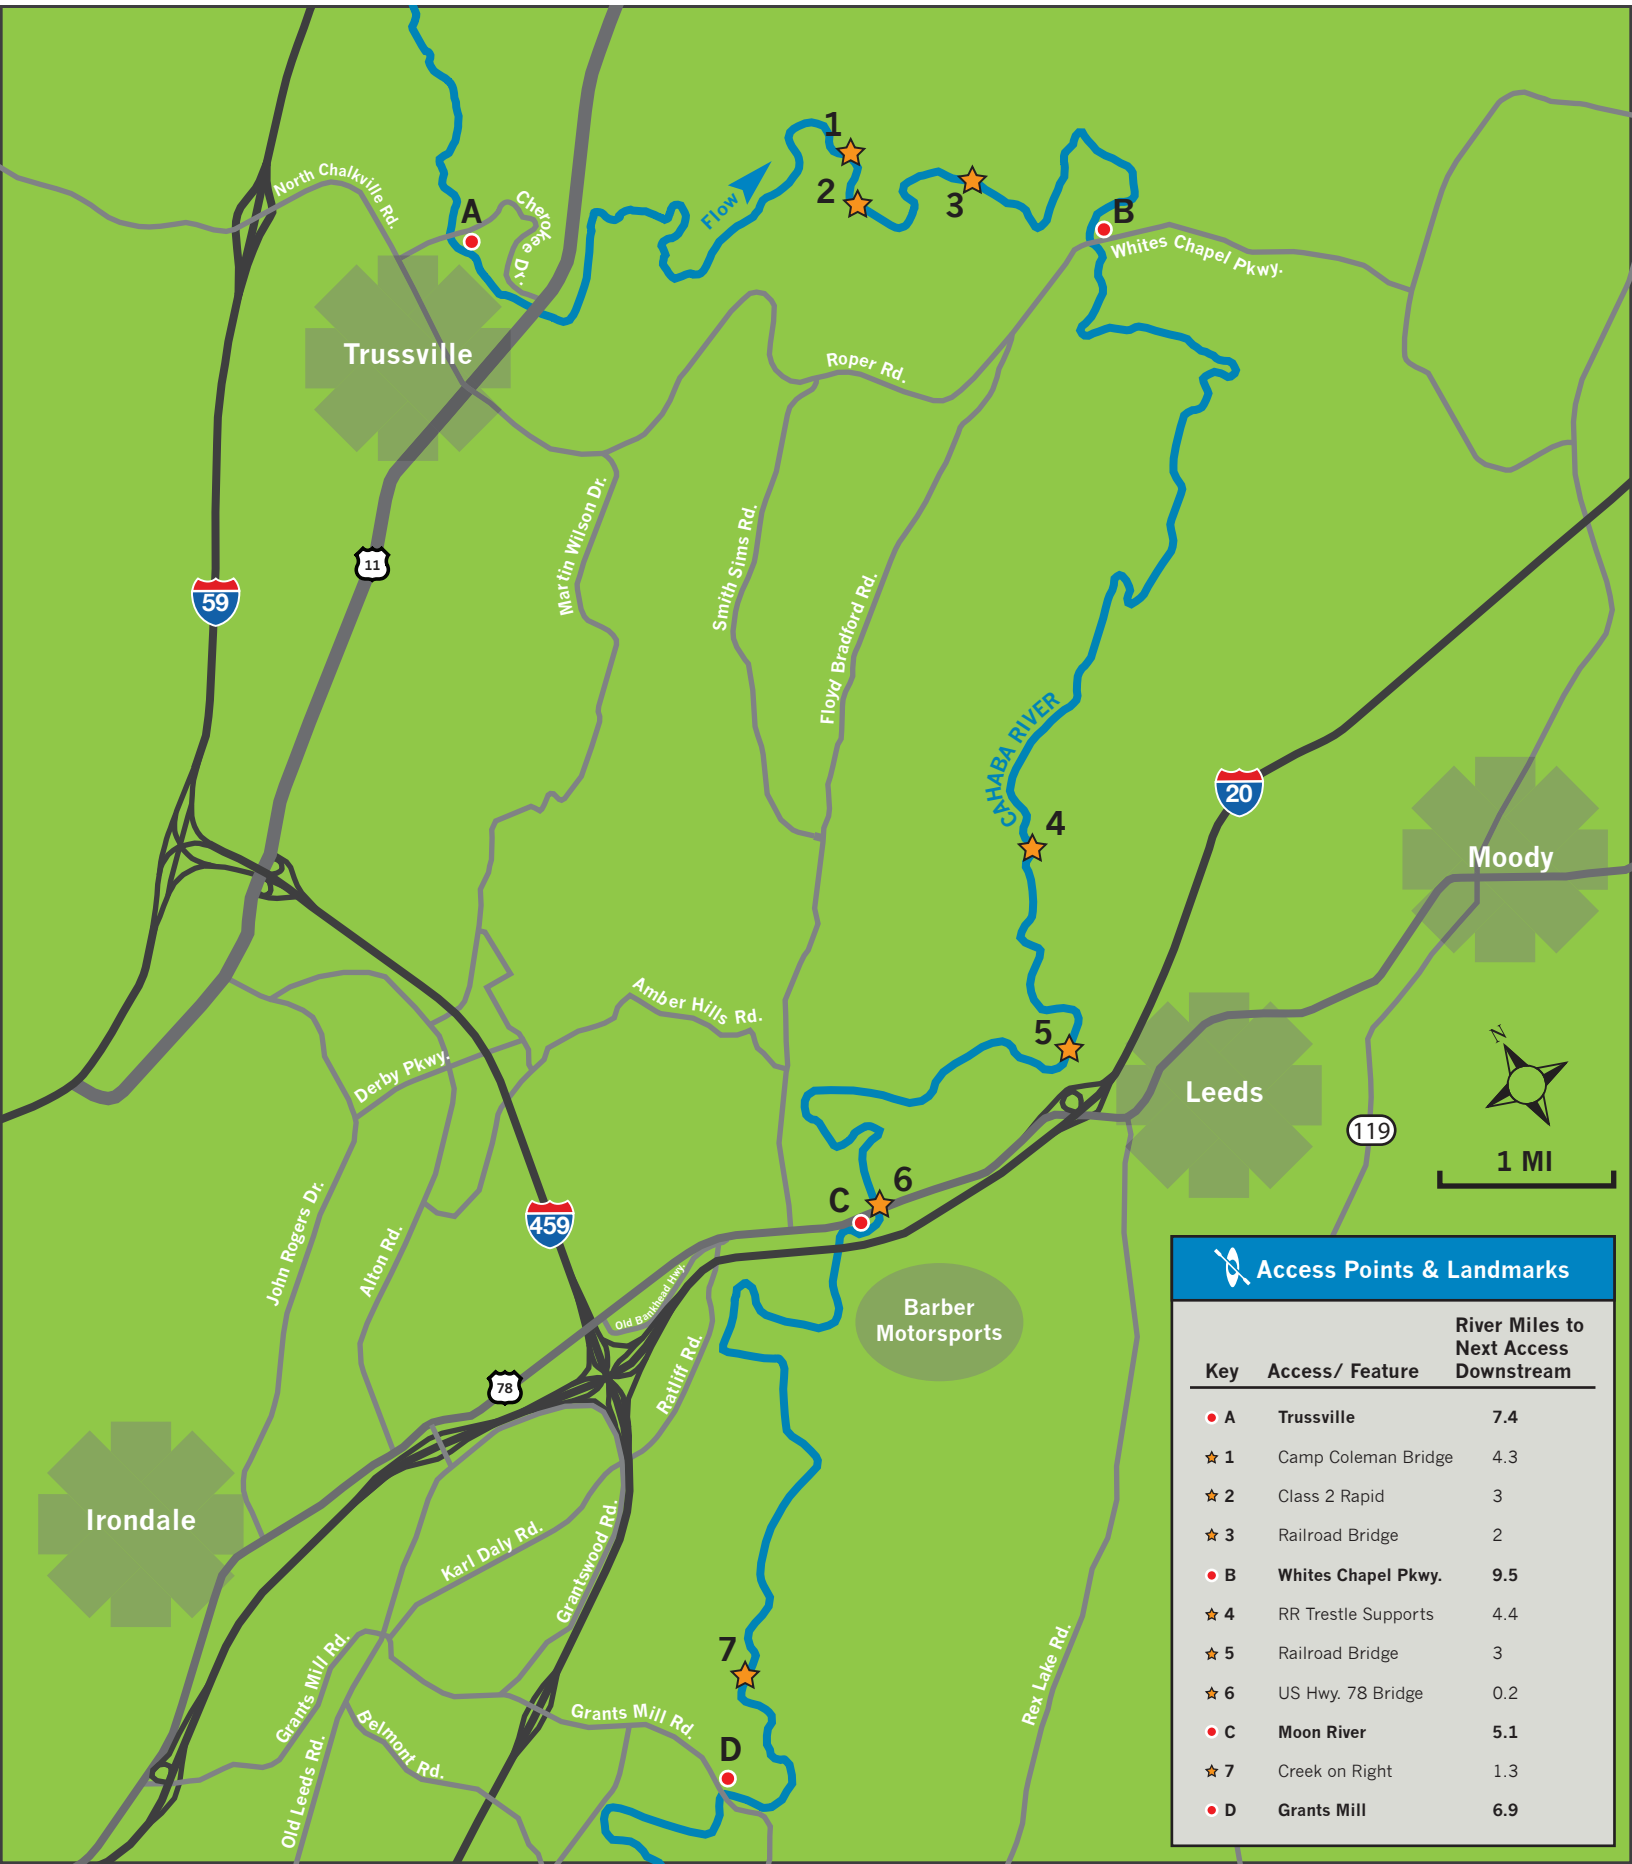 1
2
3
Flow
North Chalkville Rd.
A
Cherokee Dr.
B
Whites Chapel Pkwy.
Trussville
Roper Rd.
11
59
Martin Wilson Dr.
Smith Sims Rd.
Floyd Bradford Rd.
CAHABA RIVER
20
4
Moody
Amber Hills Rd.
5
Derby Pkwy.
Leeds
N
119
1 MI
6
C
459
John Rogers Dr.
Alton Rd.
Old Bankhead Hwy.
Barber
Motorsports
Ratliff Rd.
78
Irondale
Karl Daly Rd.
Grantswood Rd.
7
Grants Mill Rd.
Grants Mill Rd.
Belmont Rd.
Old Leeds Rd.
D
Rex Lake Rd.
Access Points & Landmarks
River Miles to
Next Access
Key Access/ Feature Downstream
A Trussville 7.4
1 Camp Coleman Bridge 4.3
2 Class 2 Rapid 3
3 Railroad Bridge 2
B Whites Chapel Pkwy. 9.5
4 RR Trestle Supports 4.4
5 Railroad Bridge 3
6 US Hwy. 78 Bridge 0.2
C Moon River 5.1
7 Creek on Right 1.3
D Grants Mill 6.9